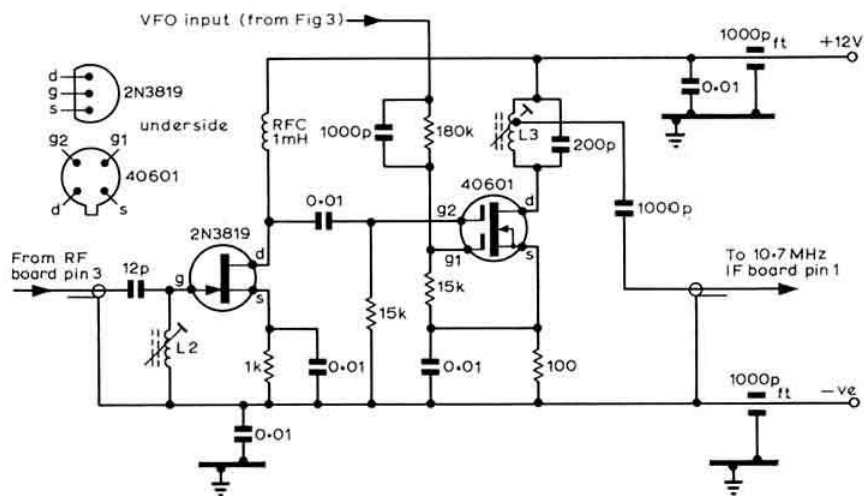 VFO input (from Fig 3)
1000p ft
+12V
d
g
s
2N3819
underside
g2
g1
40601
d
s
RFC
1mH
1000p
180k
L3
200p
0·01
40601
d
0·01
g2
g1
s
1000p
From RF
board pin 3
12p
2N3819
d
g
s
To 10·7 MHz
IF board pin 1
L2
15k
15k
1k
0·01
0·01
100
1000p ft
–ve
0·01